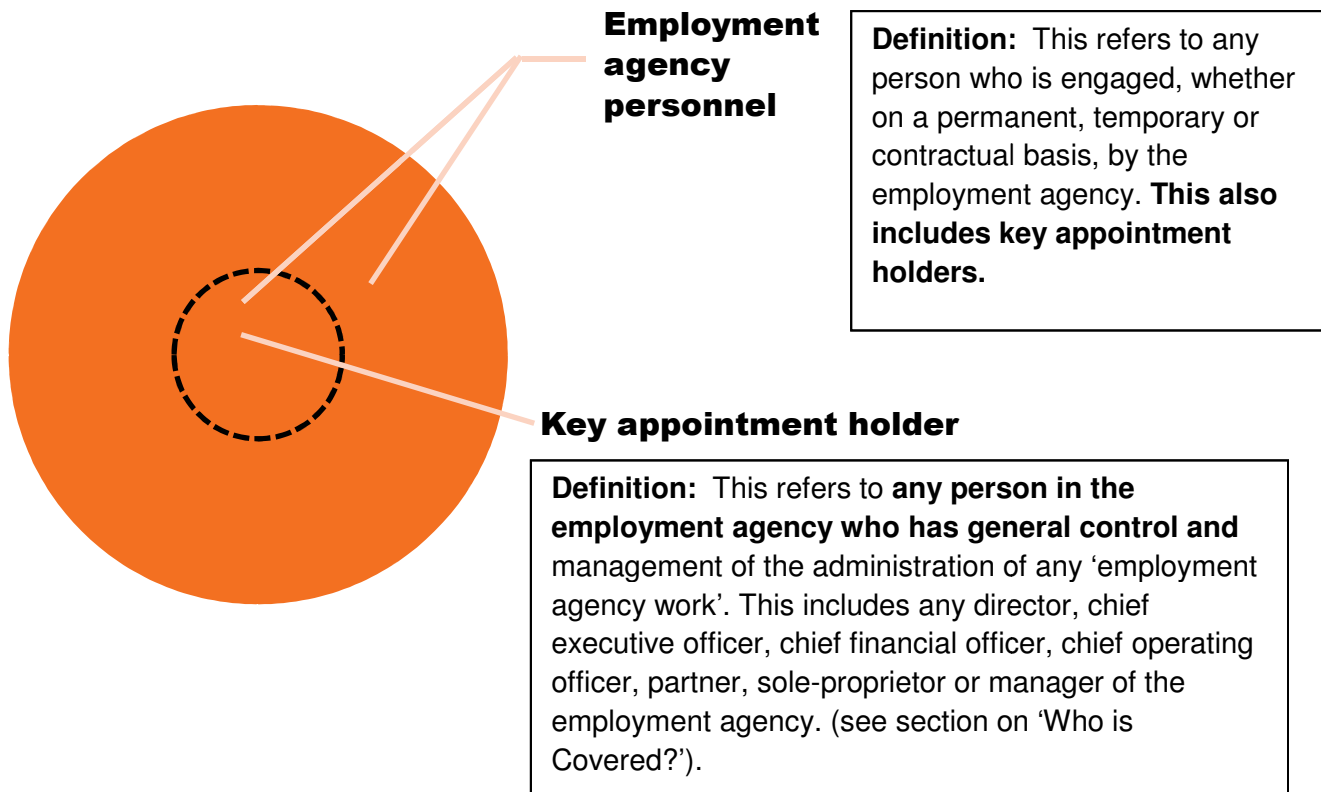 Employment
agency
personnel
Definition: This refers to any
person who is engaged, whether
on a permanent, temporary or
contractual basis, by the
employment agency. This also
includes key appointment
holders.
Key appointment holder
Definition: This refers to any person in the
employment agency who has general control and
management of the administration of any ‘employment
agency work’. This includes any director, chief
executive officer, chief financial officer, chief operating
officer, partner, sole-proprietor or manager of the
employment agency. (see section on ‘Who is
Covered?’).